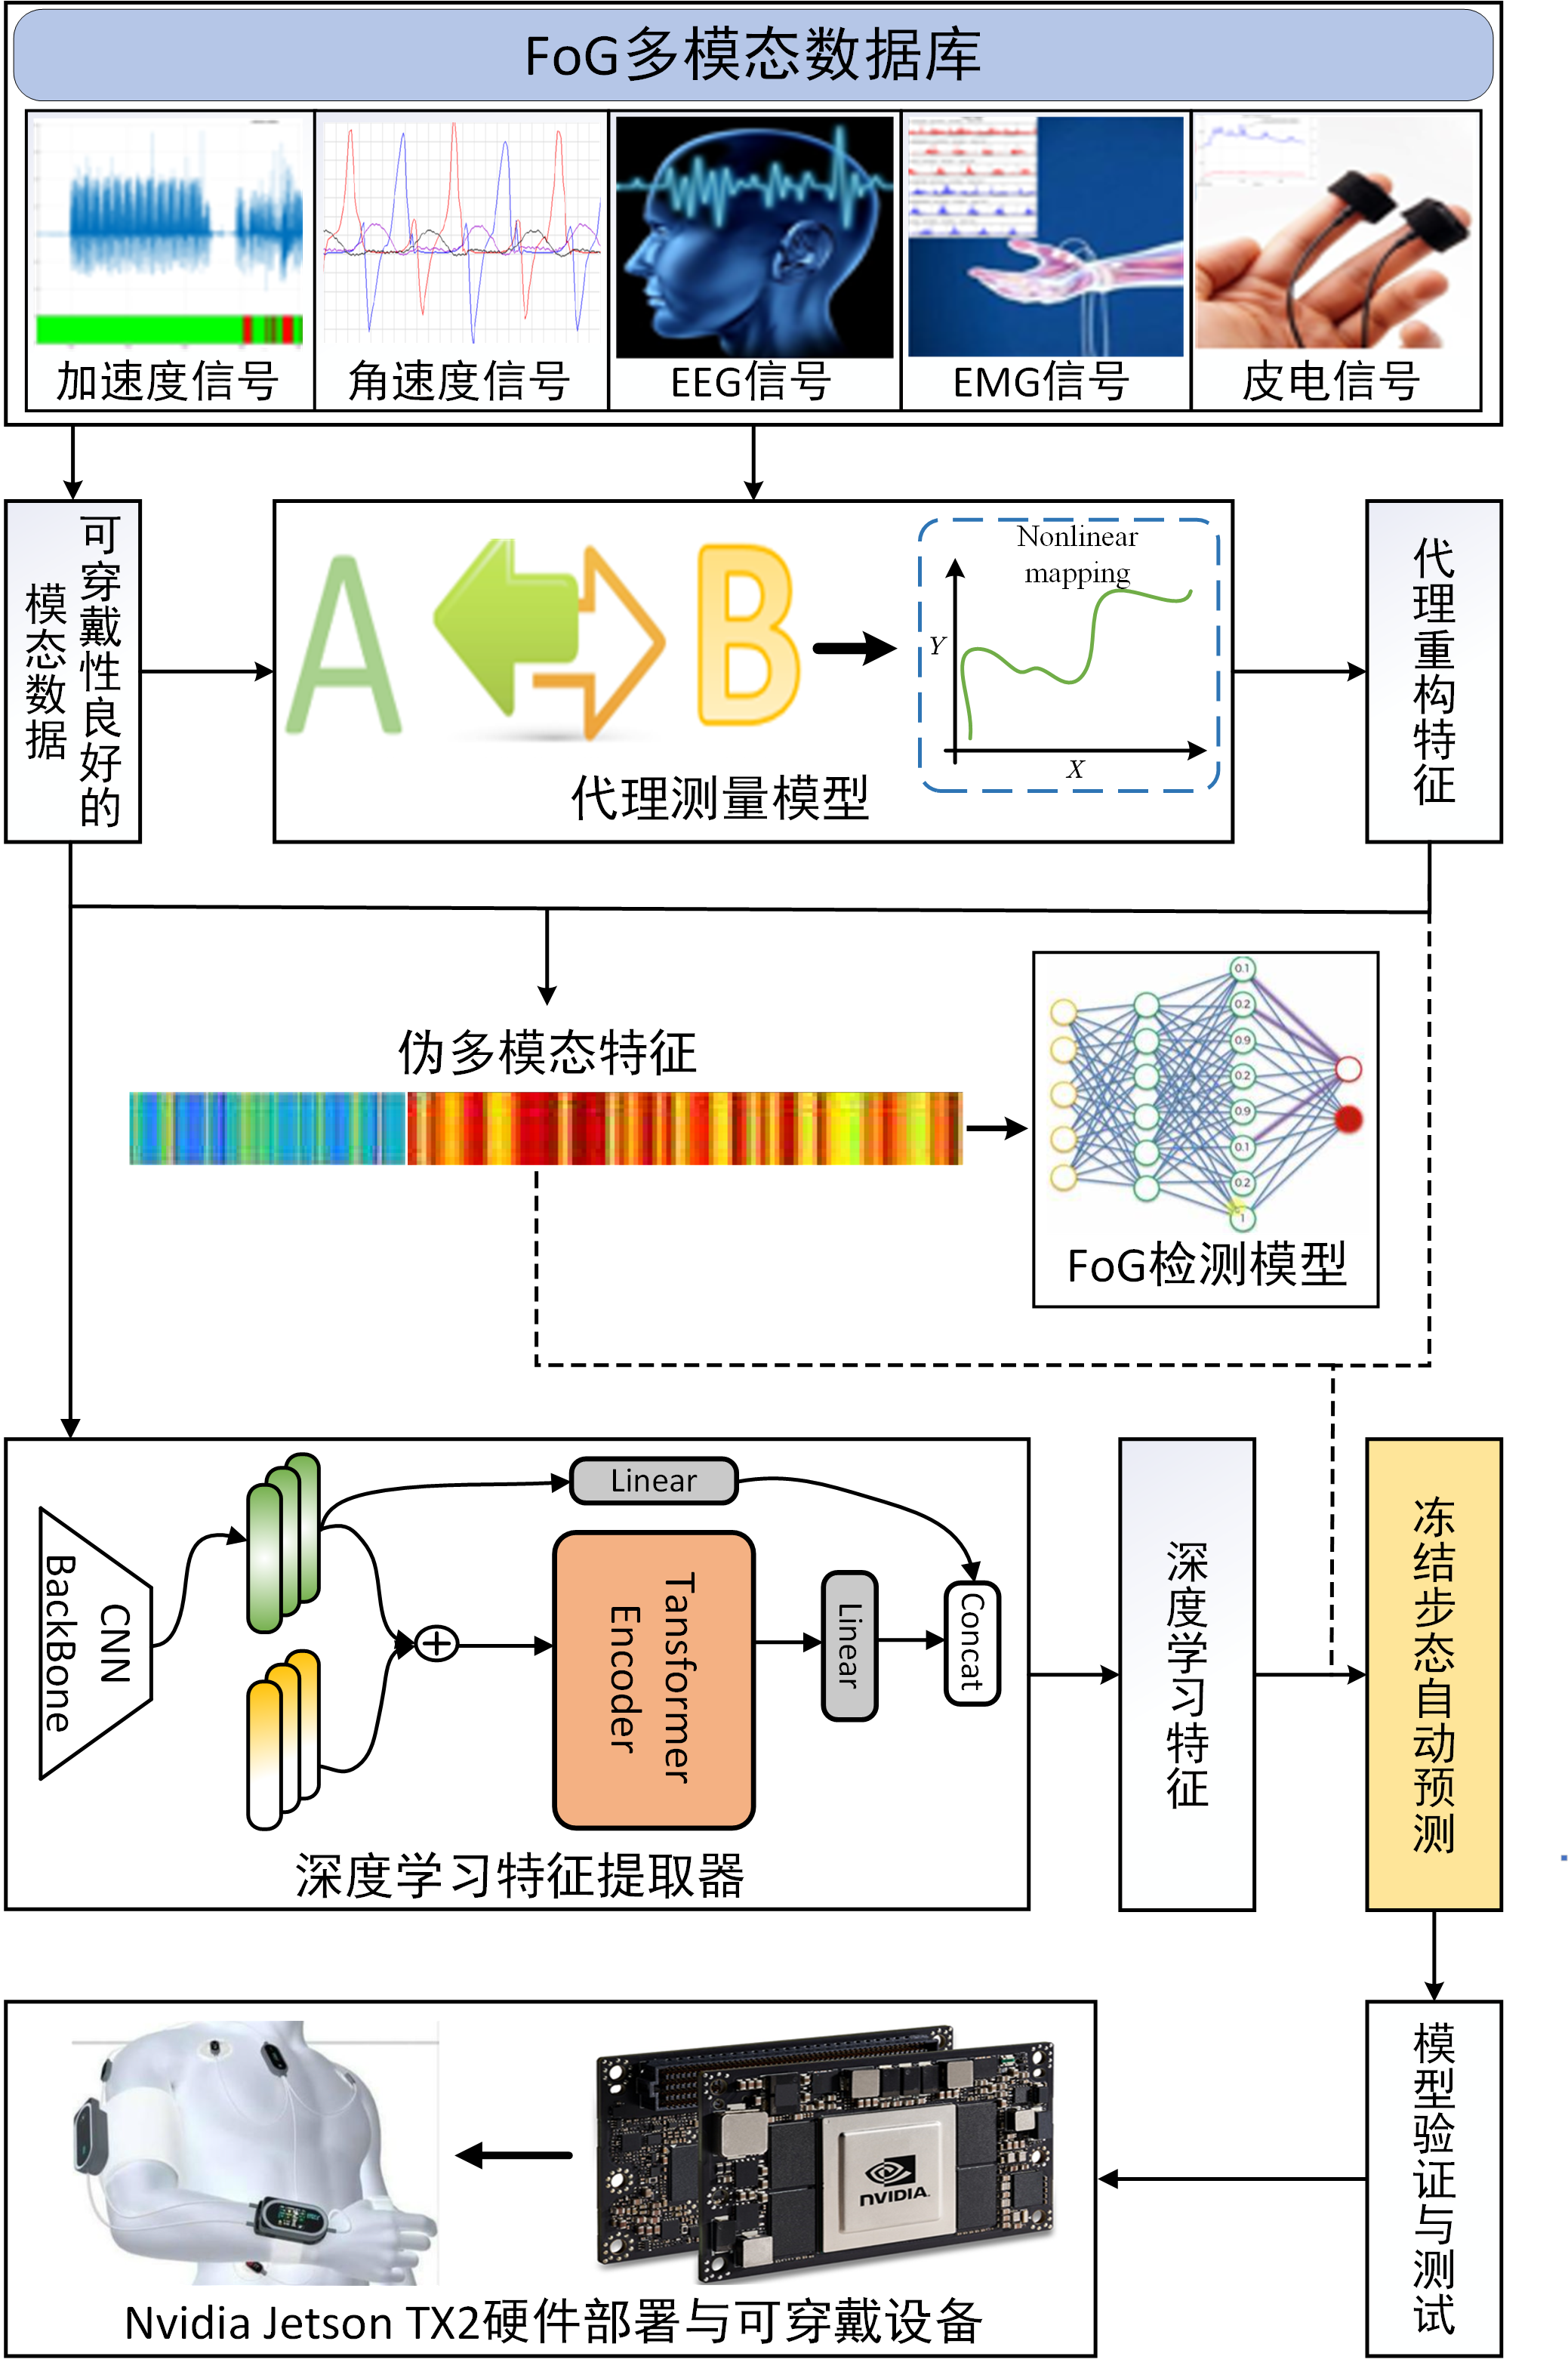 FoG多模态数据库
加速度信号
角速度信号
EEG信号
EMG信号
皮电信号
可穿戴性良好的
模态数据
Nonlinear
mapping
Y
X
代理测量模型
代理重构特征
伪多模态特征
0.1
0.2
0.9
0.2
0.9
0.1
0.2
1
FoG检测模型
CNN
BackBone
Linear
Tansformer
Encoder
Linear
Concat
深度学习特征提取器
深度学习特征
冻结步态自动预测
模型验证与测试
NVIDIA
Nvidia Jetson TX2硬件部署与可穿戴设备